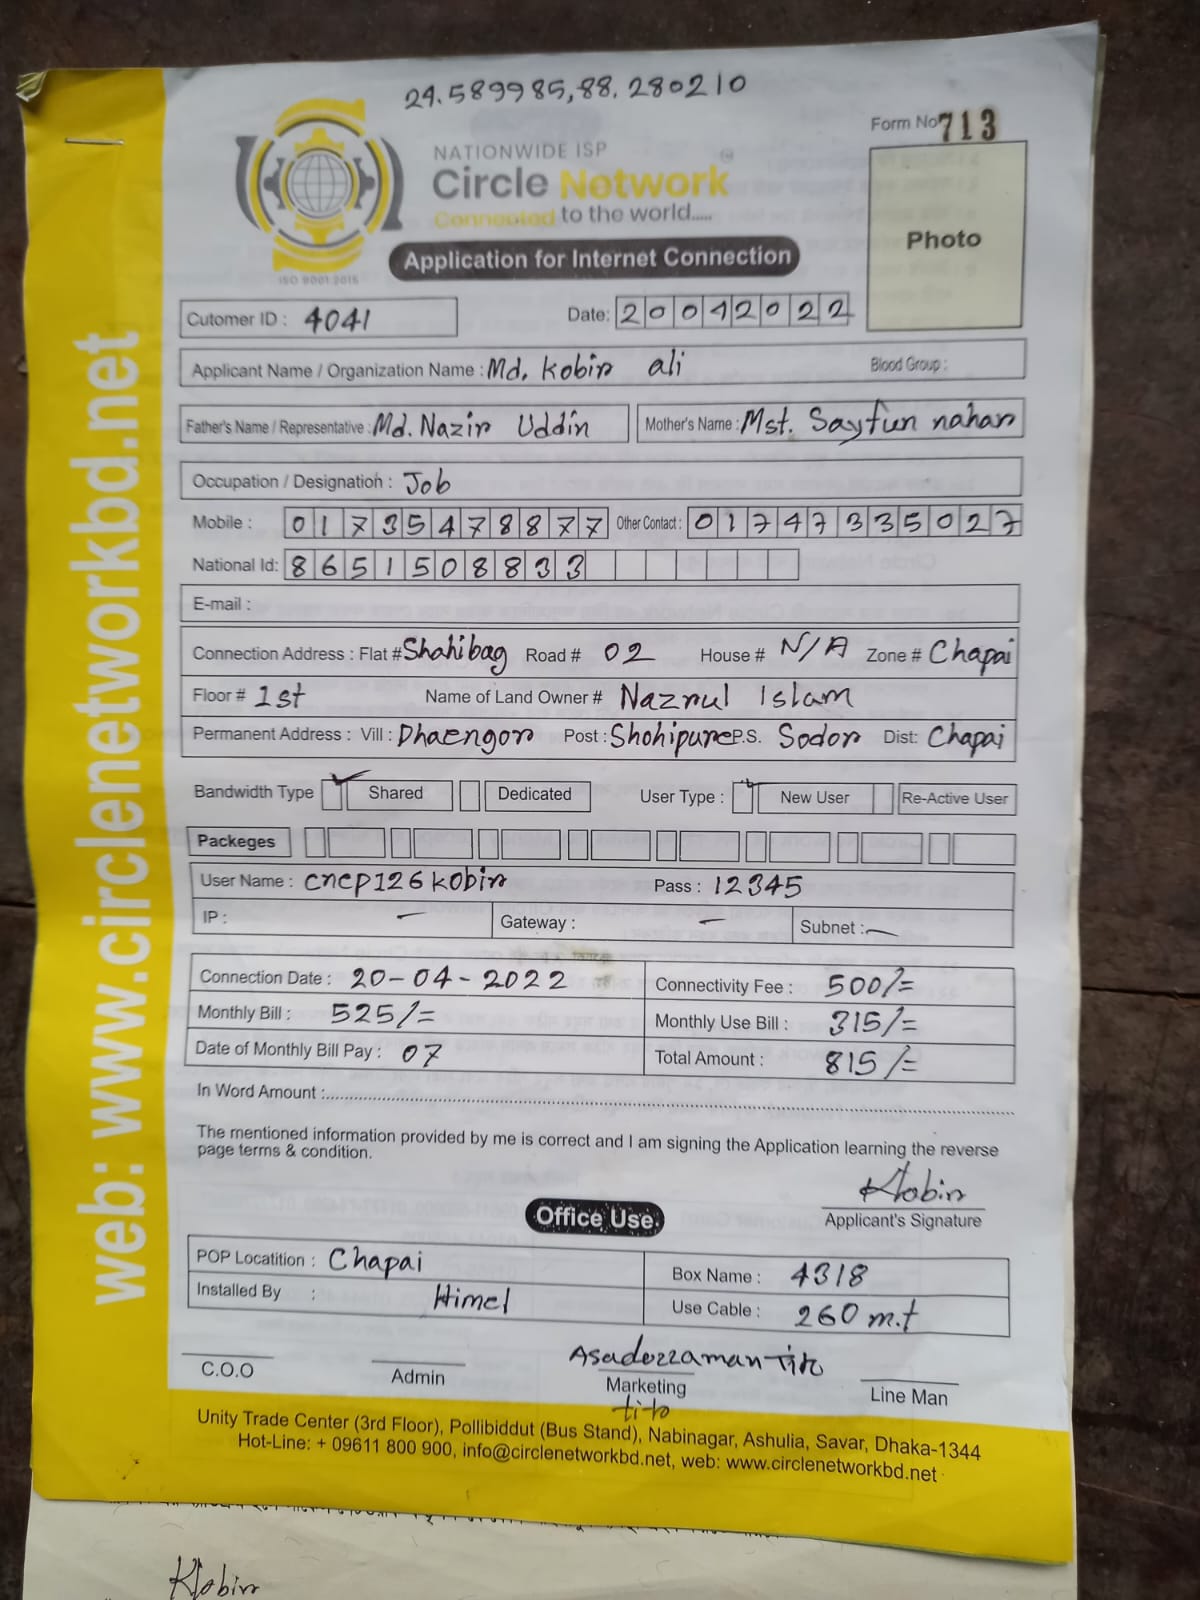 24.589985,88.280210
Form No 713
NATIONWIDE ISP
Circle Network
Connected to the world.....
ISO 9001:2015
Photo
Application for Internet Connection
Cutomer ID : 4041 Date: 20042022
Applicant Name / Organization Name : Md. Kobir ali Blood Group :
Father's Name / Representative : Md. Nazir Uddin Mother's Name : Mst. Sayfun nahar
Occupation / Designation : Job
Mobile : 01735478877 Other Contact : 01747335027
National Id: 8651508833
E-mail :
Connection Address : Flat # Shahibag Road # 02 House # N/A Zone # Chapai
Floor # 1st Name of Land Owner # Nazrul Islam
Permanent Address : Vill : Dhaengor Post : Shohipure P.S. Sodor Dist: Chapai
Bandwidth Type Shared Dedicated User Type : New User Re-Active User
Packeges
User Name : cncp126kobir Pass : 12345
IP : – Gateway : – Subnet : –
Connection Date : 20-04-2022 Connectivity Fee : 500/=
Monthly Bill : 525/= Monthly Use Bill : 315/=
Date of Monthly Bill Pay : 07 Total Amount : 815/=
In Word Amount :
The mentioned information provided by me is correct and I am signing the Application learning the reverse
page terms & condition.
Kobir
Applicant's Signature
Office Use.
POP Locatition : Chapai Box Name : 4318
Installed By : Himel Use Cable : 260 m.t
Asadozzaman Tito
C.O.O Admin Marketing Line Man
tito
Unity Trade Center (3rd Floor), Pollibiddut (Bus Stand), Nabinagar, Ashulia, Savar, Dhaka-1344
Hot-Line: + 09611 800 900, info@circlenetworkbd.net, web: www.circlenetworkbd.net
web: www.circlenetworkbd.net
Kobir